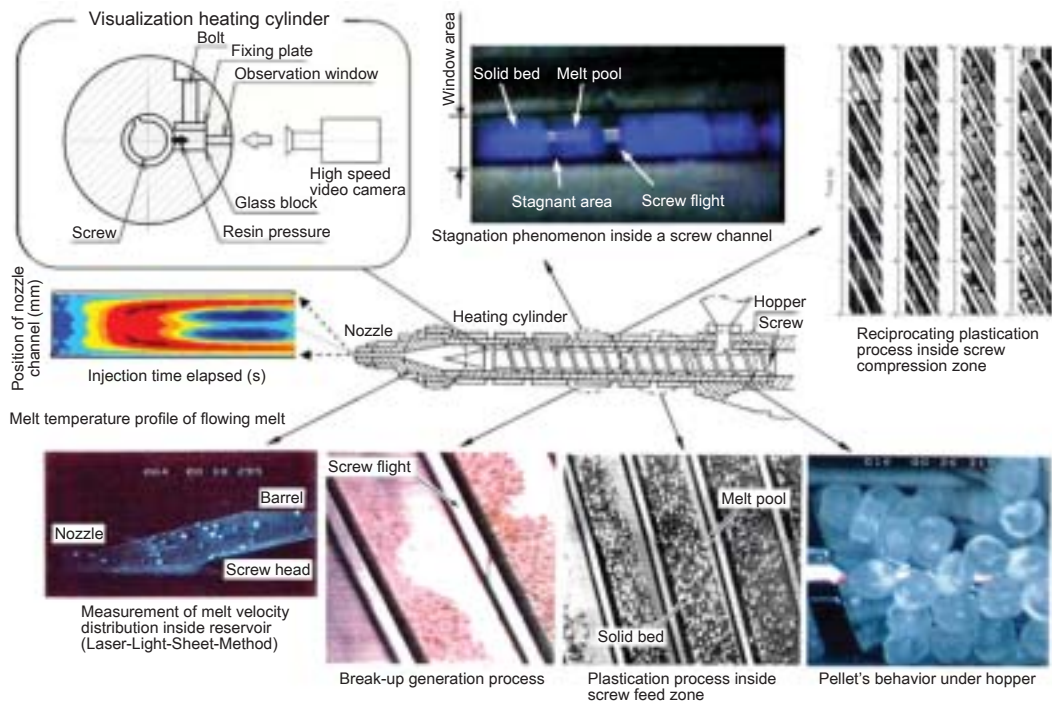 Visualization heating cylinder
Bolt
Fixing plate
Observation window
High speed
video camera
Glass block
Resin pressure
Screw
Window area
Solid bed
Melt pool
Stagnant area
Screw flight
Stagnation phenomenon inside a screw channel
Reciprocating plastication
process inside screw
compression zone
Position of nozzle
channel (mm)
Injection time elapsed (s)
Melt temperature profile of flowing melt
Nozzle
Heating cylinder
Hopper
Screw
Nozzle
Barrel
Screw head
Measurement of melt velocity
distribution inside reservoir
(Laser-Light-Sheet-Method)
Screw flight
Break-up generation process
Melt pool
Solid bed
Plastication process inside
screw feed zone
Pellet's behavior under hopper